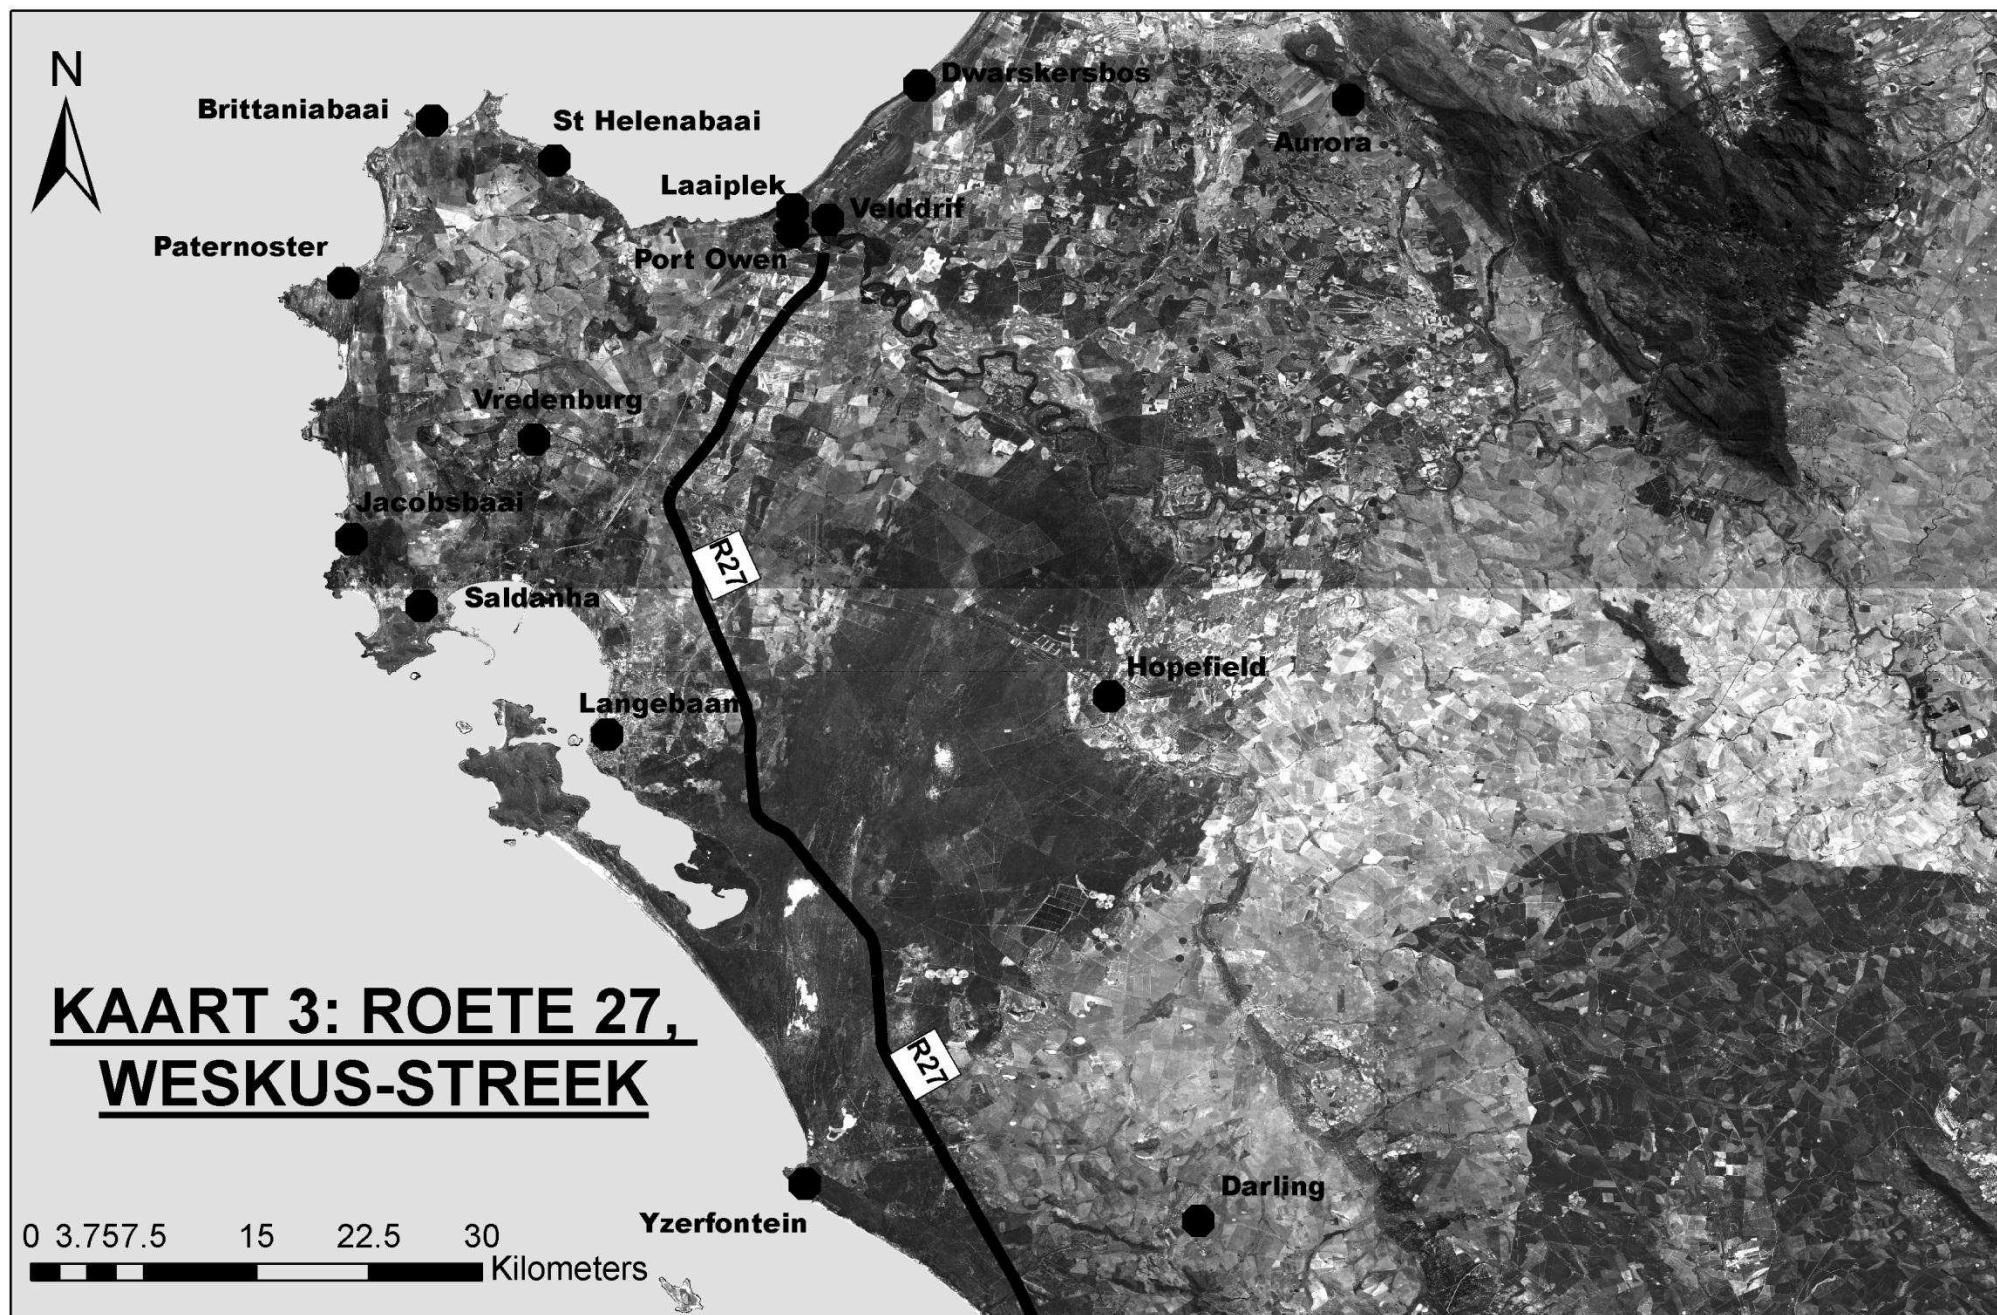 N
Dwarskersbos
Brittaniabaai
St Helenabaai
Aurora
Laaiplek
Velddrif
Paternoster
Port Owen
Vredenburg
Jacobsbaai
R27
Saldanha
Hopefield
Langebaan
KAART 3: ROETE 27,
WESKUS-STREEK
R27
Darling
Yzerfontein
0 3.757.5 15 22.5 30
Kilometers